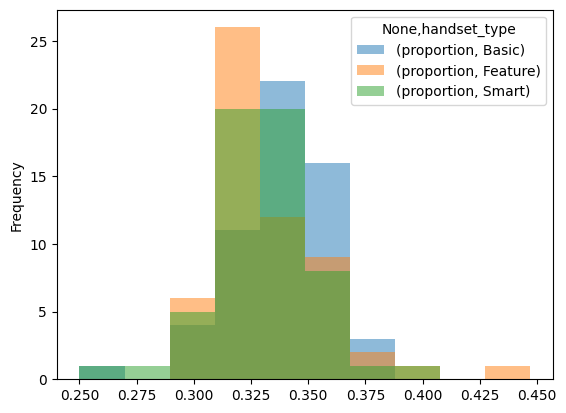 None,handset_type
(proportion, Basic)
(proportion, Feature)
(proportion, Smart)
Frequency
25
20
15
10
5
0
0.250 0.275 0.300 0.325 0.350 0.375 0.400 0.425 0.450